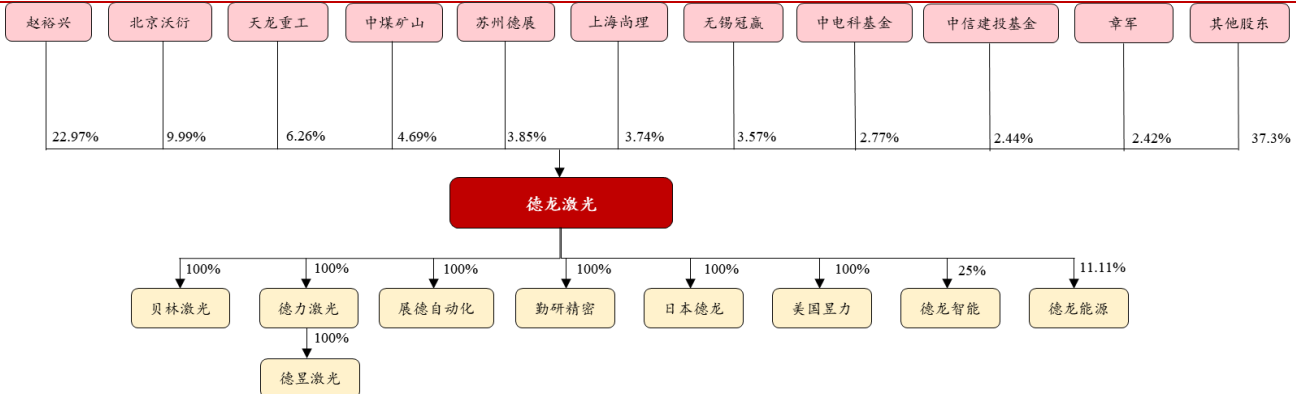 赵裕兴 北京沃衍 天龙重工 中煤矿山 苏州德展 上海尚理 无锡冠赢 中电科基金 中信建投基金 章军 其他股东
22.97% 9.99% 6.26% 4.69% 3.85% 3.74% 3.57% 2.77% 2.44% 2.42% 37.3%
德龙激光
100% 100% 100% 100% 100% 100% 25% 11.11%
贝林激光 德力激光 展德自动化 勤研精密 日本德龙 美国昱力 德龙智能 德龙能源
100%
德昱激光